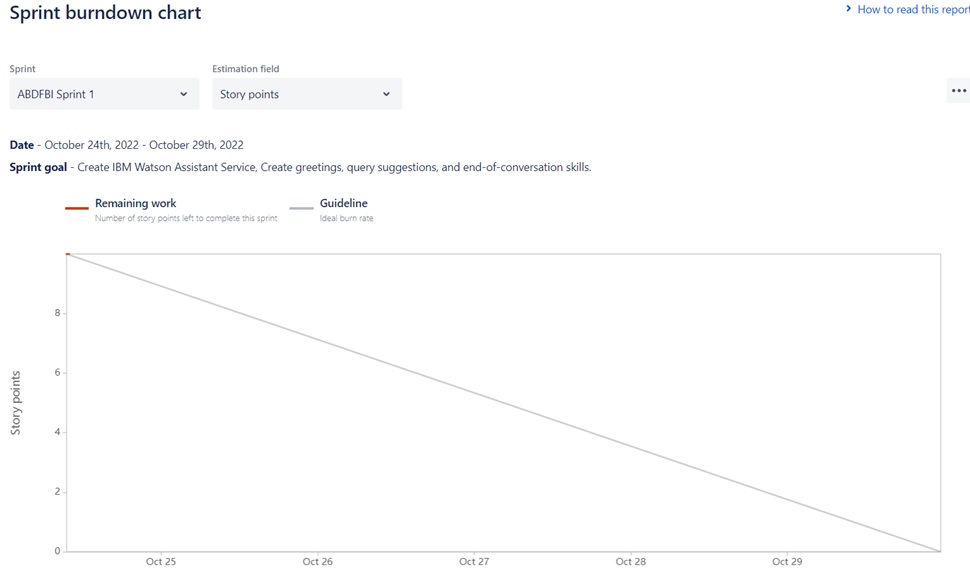 Sprint burndown chart
How to read this report
Sprint
Estimation field
ABDFBI Sprint 1
Story points
Date - October 24th, 2022 - October 29th, 2022
Sprint goal - Create IBM Watson Assistant Service, Create greetings, query suggestions, and end-of-conversation skills.
Remaining work
Number of story points left to complete this sprint
Guideline
Ideal burn rate
Story points
8
6
4
2
0
Oct 25
Oct 26
Oct 27
Oct 28
Oct 29